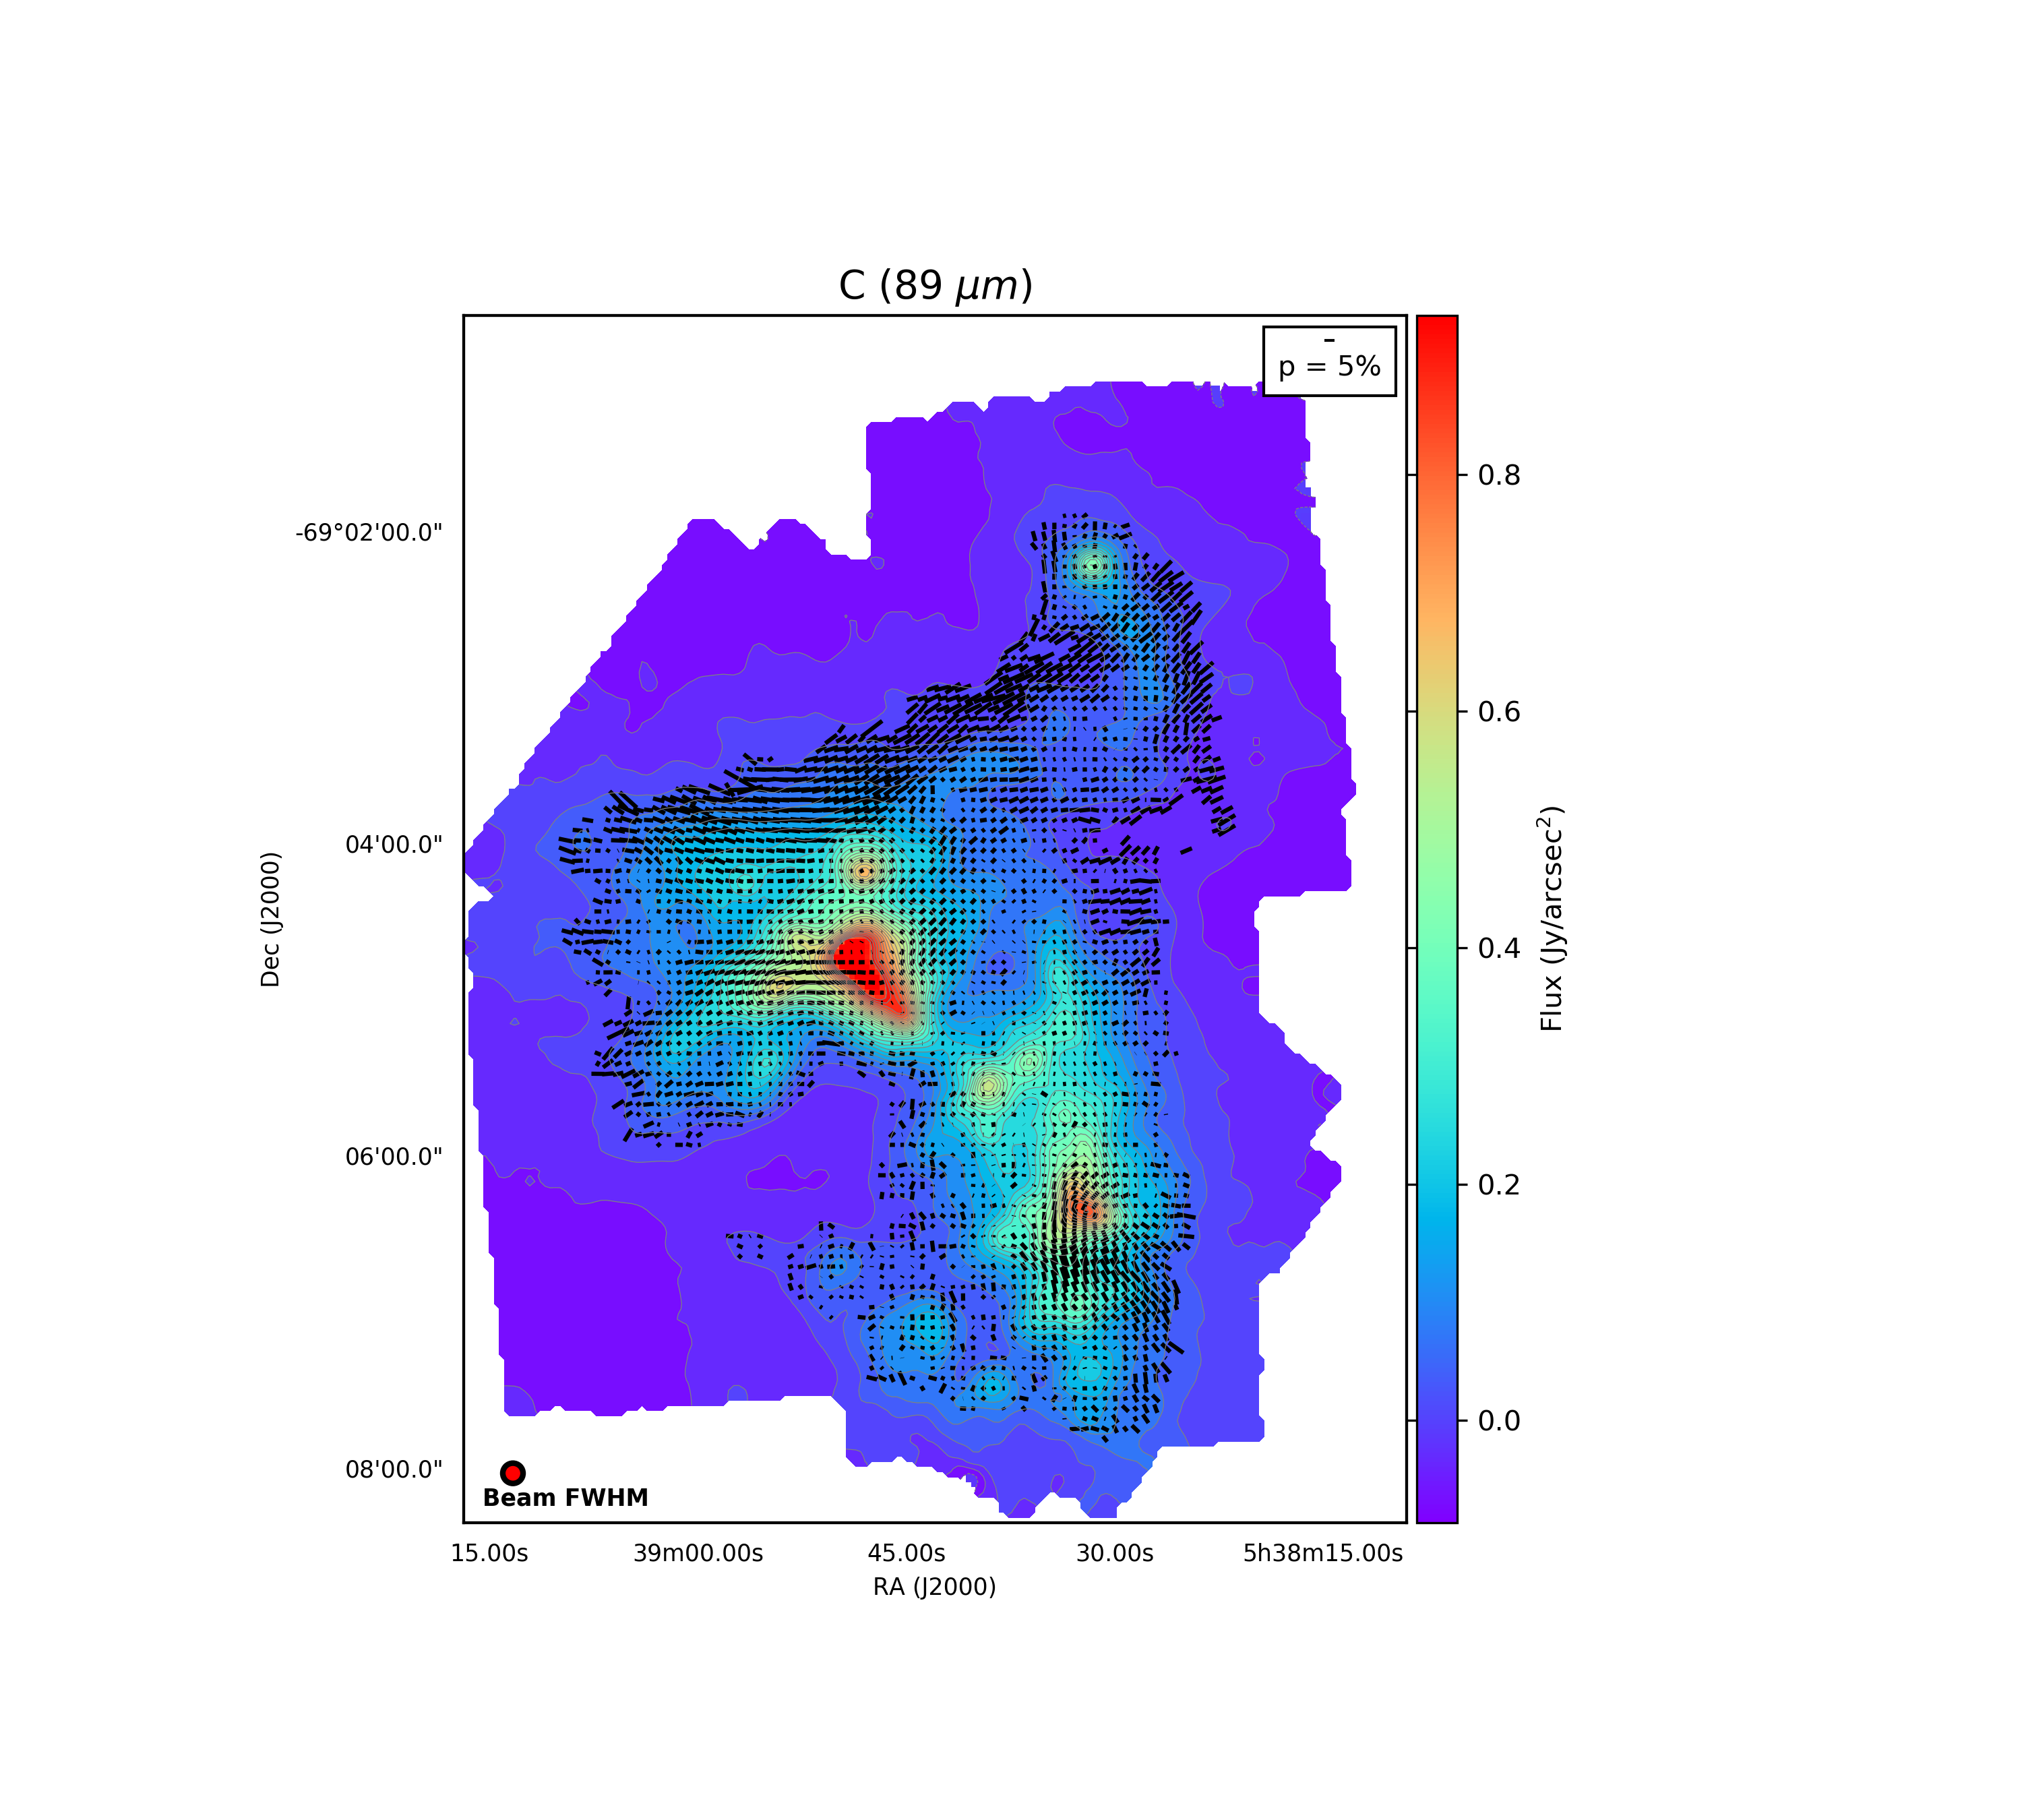 C (89 μm)
p = 5%
-69°02'00.0"
04'00.0"
06'00.0"
08'00.0"
Dec (J2000)
Beam FWHM
15.00s
39m00.00s
45.00s
30.00s
5h38m15.00s
RA (J2000)
0.8
0.6
0.4
0.2
0.0
Flux (Jy/arcsec²)